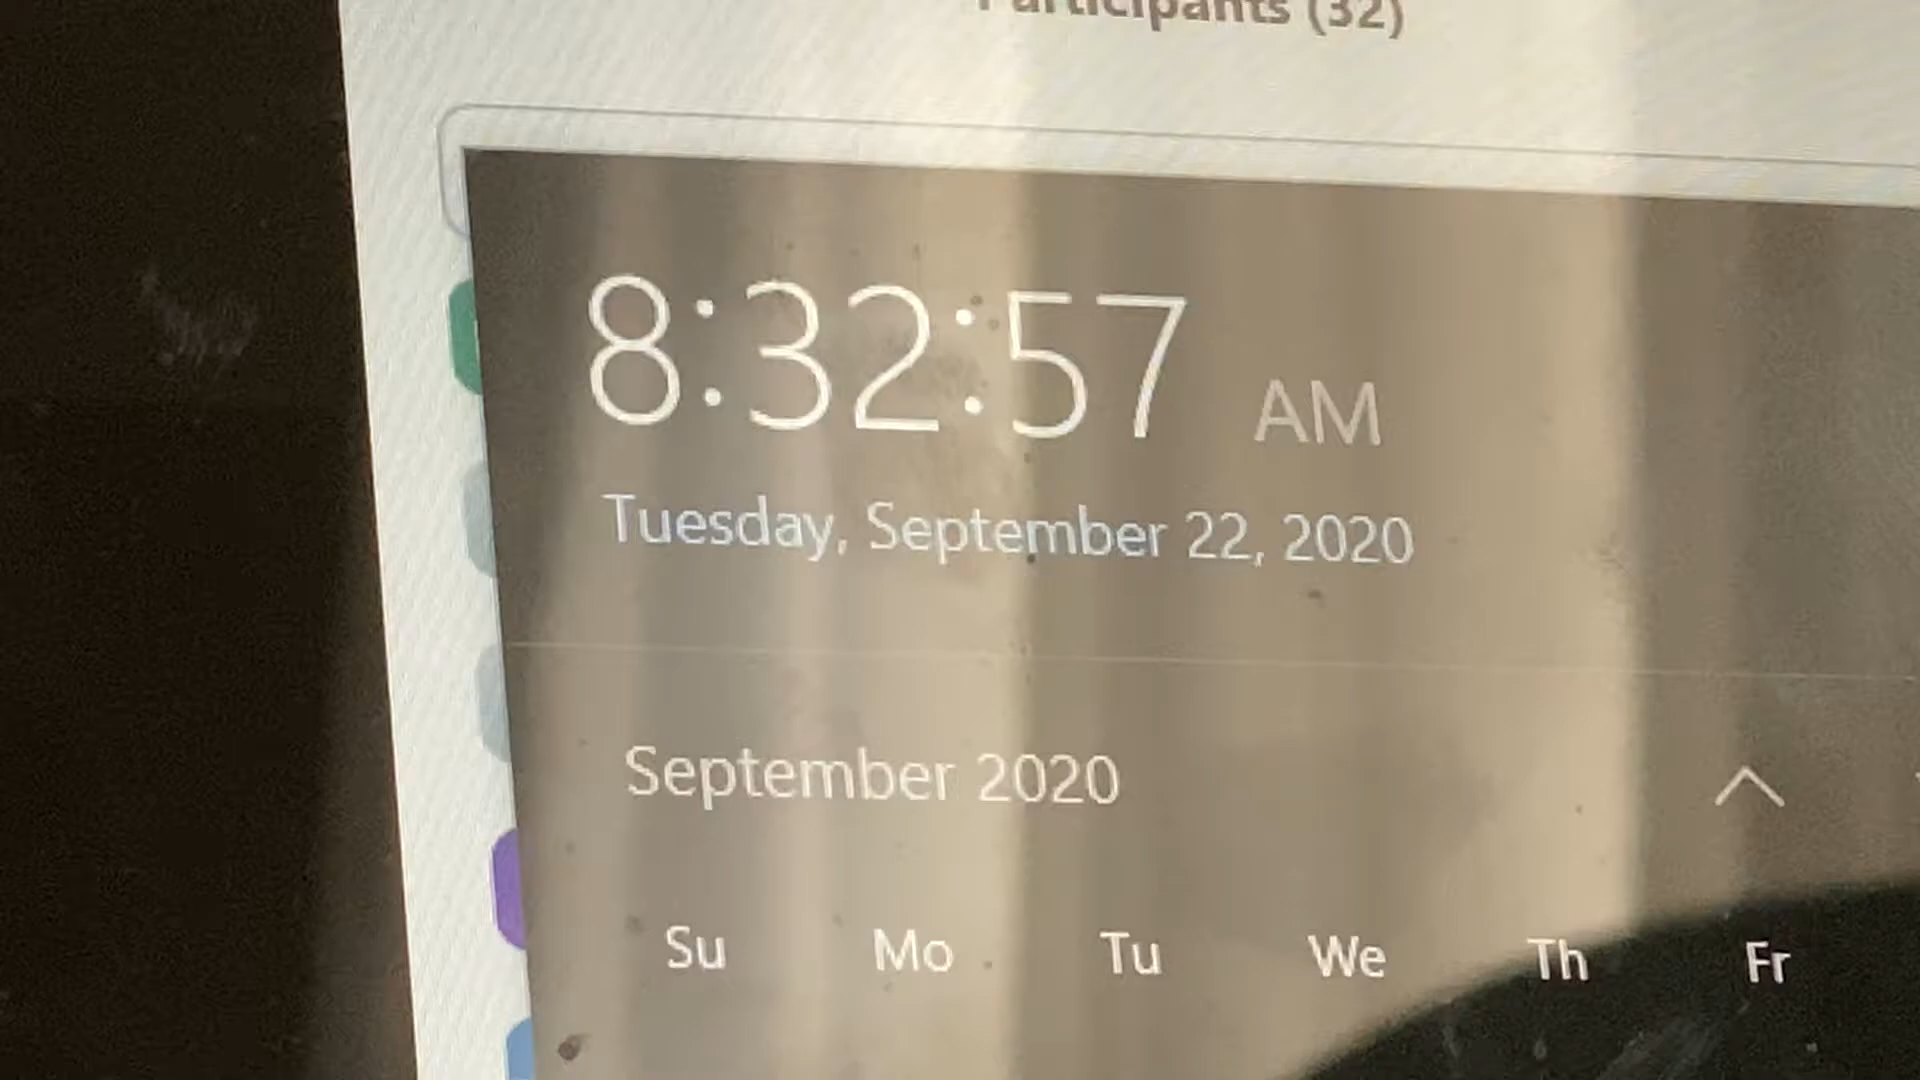 Participants (32)
8:32:57 AM
Tuesday, September 22, 2020
September 2020
Su Mo Tu We Th Fr